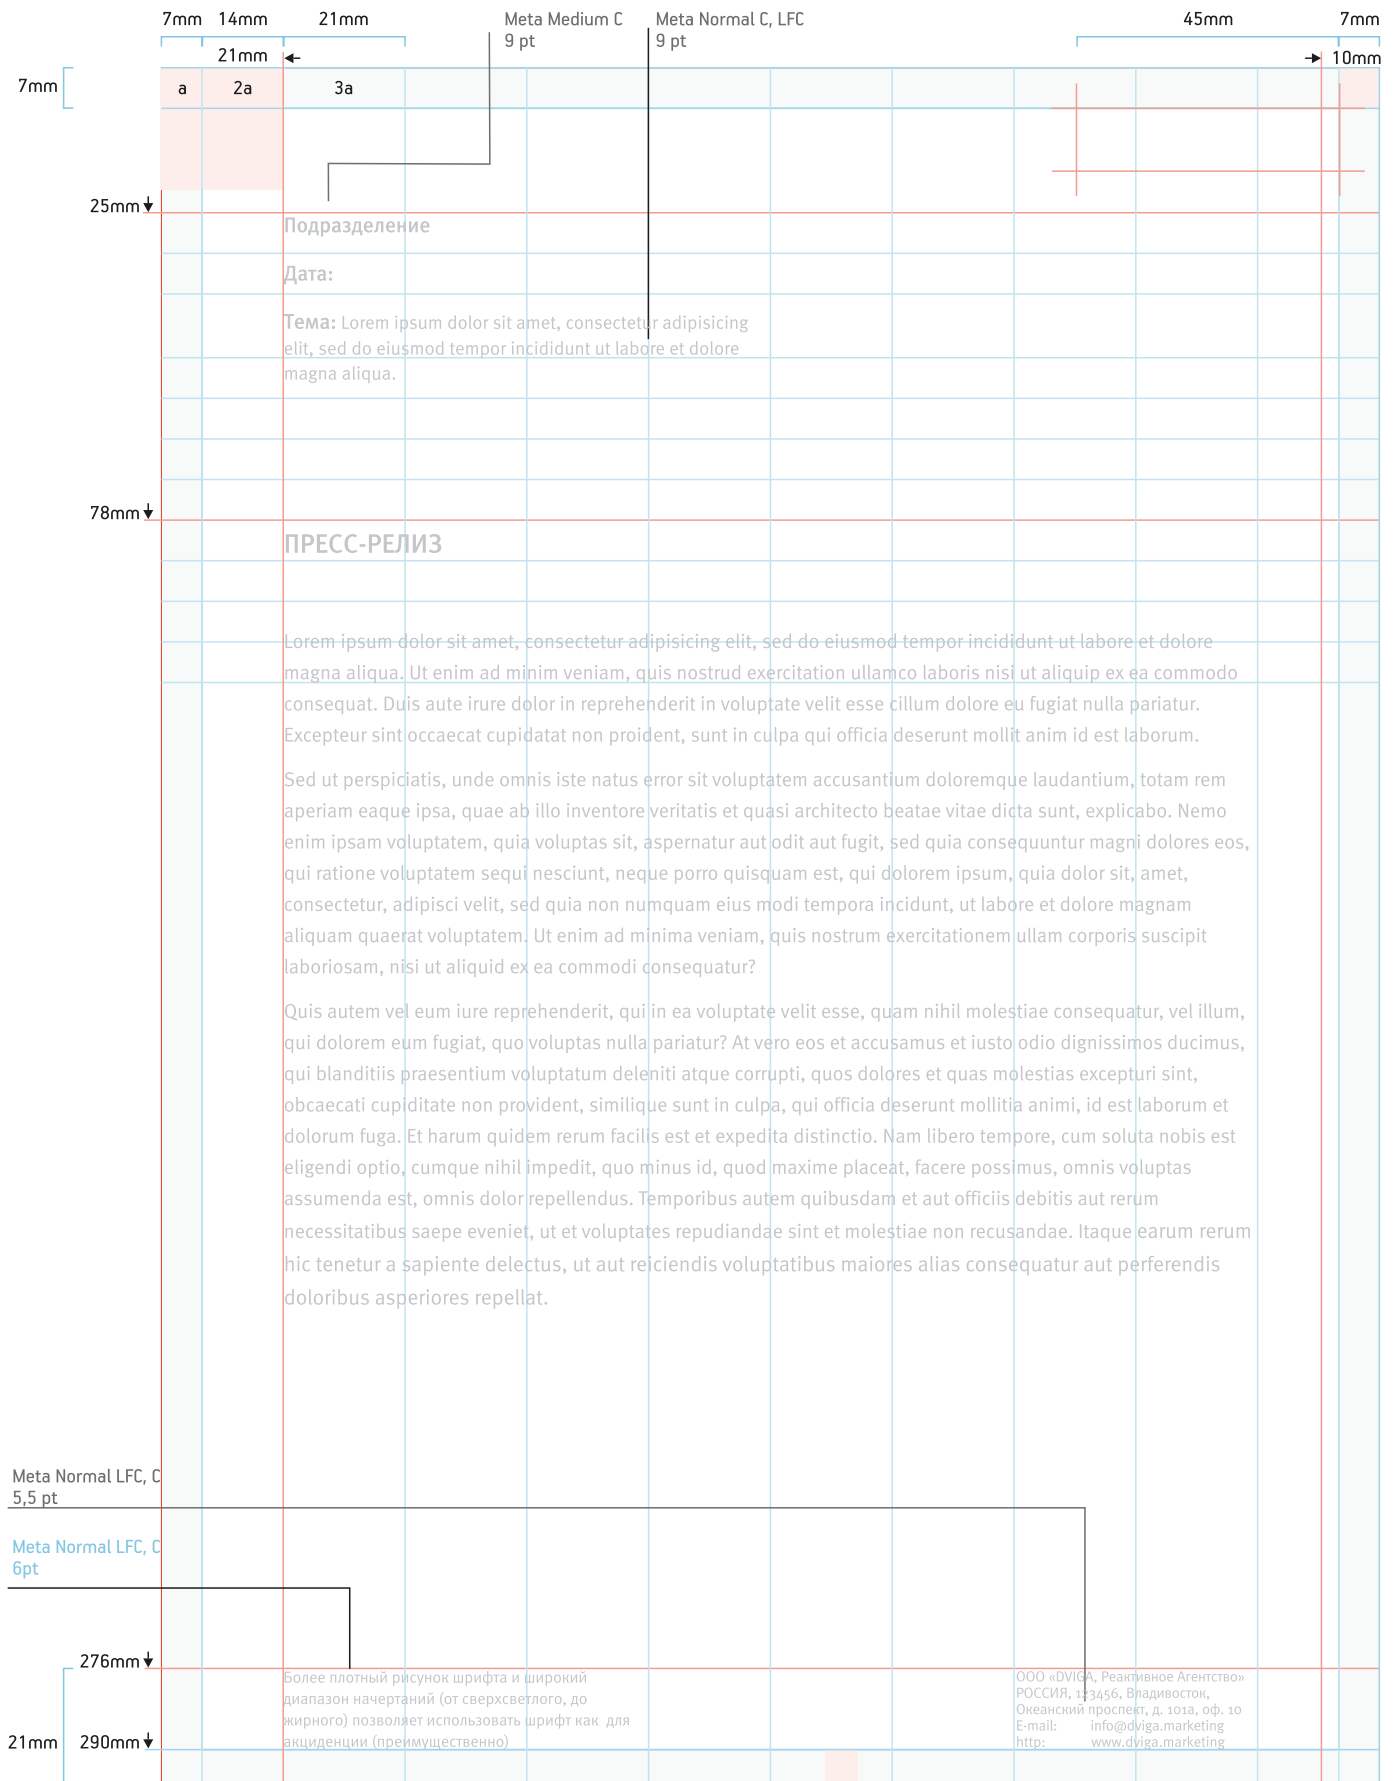 7mm 14mm 21mm Meta Medium C Meta Normal C, LFC 45mm 7mm
9 pt 9 pt
21mm 10mm
7mm a 2a 3a
25mm
Подразделение
Дата:
Тема: Lorem ipsum dolor sit amet, consectetur adipisicing
elit, sed do eiusmod tempor incididunt ut labore et dolore
magna aliqua.
78mm
ПРЕСС-РЕЛИЗ
Lorem ipsum dolor sit amet, consectetur adipisicing elit, sed do eiusmod tempor incididunt ut labore et dolore
magna aliqua. Ut enim ad minim veniam, quis nostrud exercitation ullamco laboris nisi ut aliquip ex ea commodo
consequat. Duis aute irure dolor in reprehenderit in voluptate velit esse cillum dolore eu fugiat nulla pariatur.
Excepteur sint occaecat cupidatat non proident, sunt in culpa qui officia deserunt mollit anim id est laborum.
Sed ut perspiciatis, unde omnis iste natus error sit voluptatem accusantium doloremque laudantium, totam rem
aperiam eaque ipsa, quae ab illo inventore veritatis et quasi architecto beatae vitae dicta sunt, explicabo. Nemo
enim ipsam voluptatem, quia voluptas sit, aspernatur aut odit aut fugit, sed quia consequuntur magni dolores eos,
qui ratione voluptatem sequi nesciunt, neque porro quisquam est, qui dolorem ipsum, quia dolor sit, amet,
consectetur, adipisci velit, sed quia non numquam eius modi tempora incidunt, ut labore et dolore magnam
aliquam quaerat voluptatem. Ut enim ad minima veniam, quis nostrum exercitationem ullam corporis suscipit
laboriosam, nisi ut aliquid ex ea commodi consequatur?
Quis autem vel eum iure reprehenderit, qui in ea voluptate velit esse, quam nihil molestiae consequatur, vel illum,
qui dolorem eum fugiat, quo voluptas nulla pariatur? At vero eos et accusamus et iusto odio dignissimos ducimus,
qui blanditiis praesentium voluptatum deleniti atque corrupti, quos dolores et quas molestias excepturi sint,
obcaecati cupiditate non provident, similique sunt in culpa, qui officia deserunt mollitia animi, id est laborum et
dolorum fuga. Et harum quidem rerum facilis est et expedita distinctio. Nam libero tempore, cum soluta nobis est
eligendi optio, cumque nihil impedit, quo minus id, quod maxime placeat, facere possimus, omnis voluptas
assumenda est, omnis dolor repellendus. Temporibus autem quibusdam et aut officiis debitis aut rerum
necessitatibus saepe eveniet, ut et voluptates repudiandae sint et molestiae non recusandae. Itaque earum rerum
hic tenetur a sapiente delectus, ut aut reiciendis voluptatibus maiores alias consequatur aut perferendis
doloribus asperiores repellat.
Meta Normal LFC, C
5,5 pt
Meta Normal LFC, C
6pt
276mm
Более плотный рисунок шрифта и широкий
диапазон начертаний (от сверхсветлого, до
жирного) позволяет использовать шрифт как для
акциденции (преимущественно)
ООО «DVIGA, Реактивное Агентство»
РОССИЯ, 123456, Владивосток,
Океанский проспект, д. 101а, оф. 10
E-mail: info@dviga.marketing
http: www.dviga.marketing
21mm 290mm